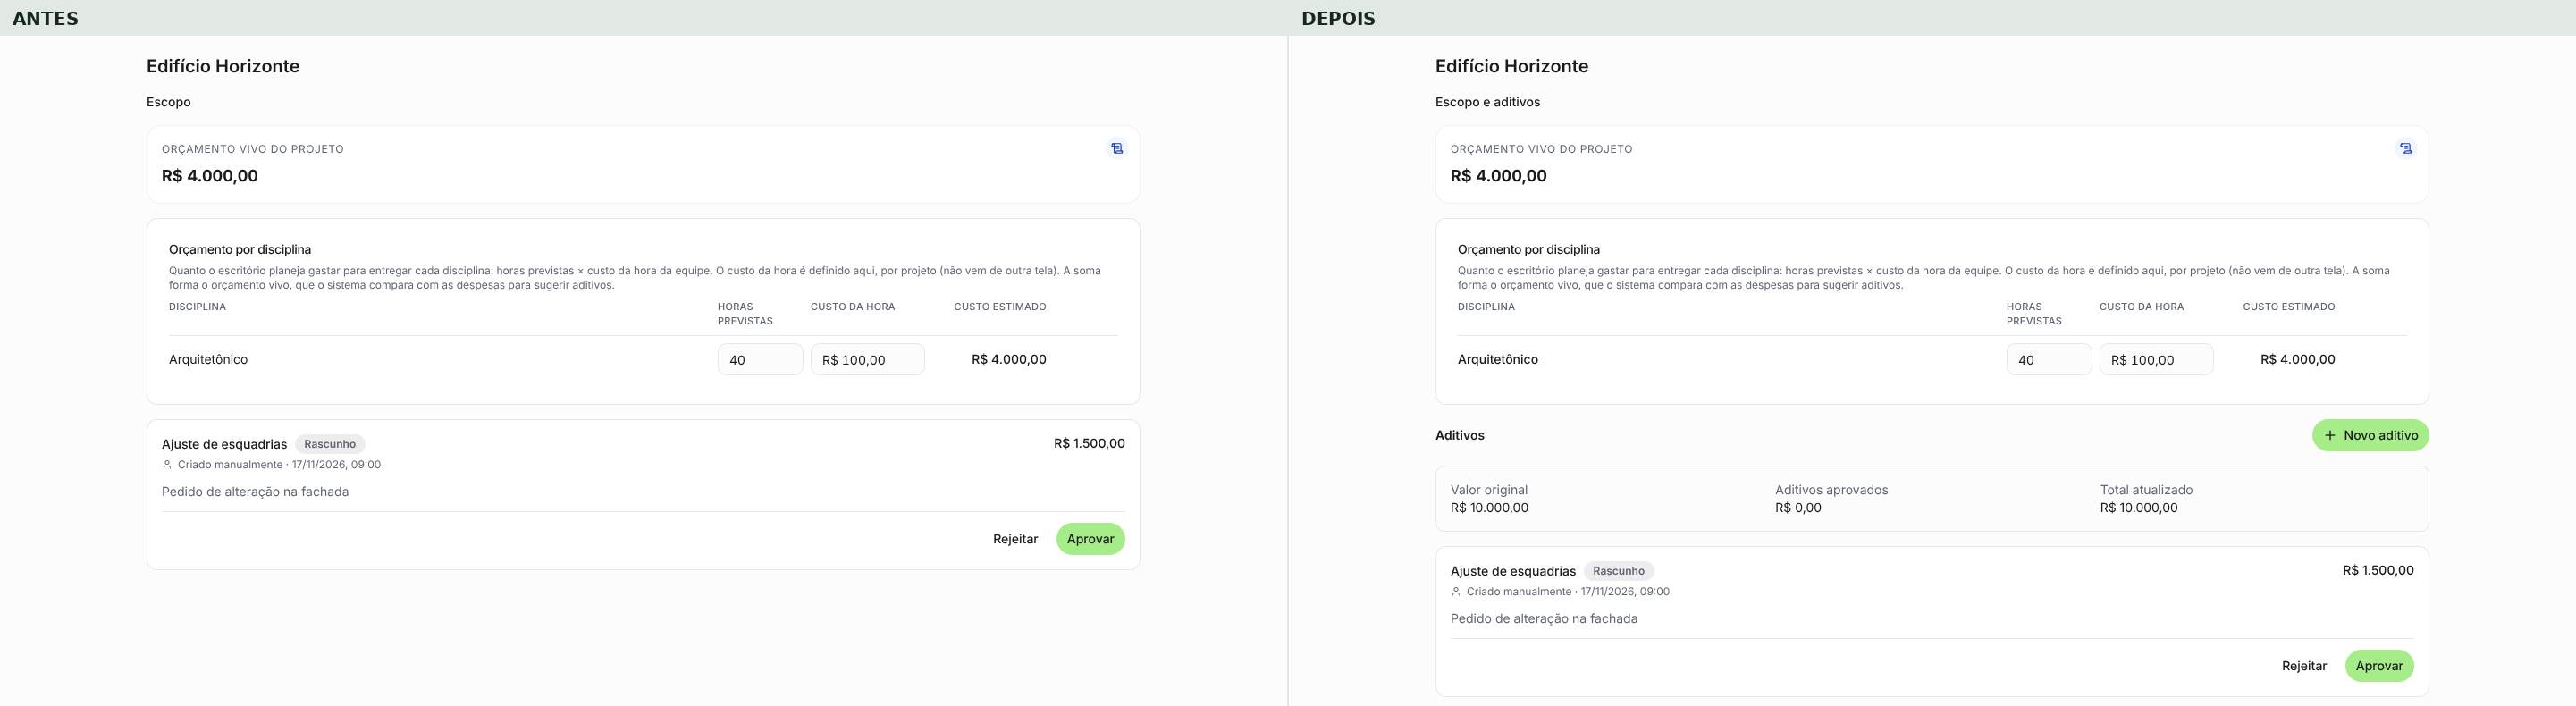 ANTES
Edifício Horizonte
Escopo
ORÇAMENTO VIVO DO PROJETO
R$ 4.000,00
Orçamento por disciplina
Quanto o escritório planeja gastar para entregar cada disciplina: horas previstas × custo da hora da equipe. O custo da hora é definido aqui, por projeto (não vem de outra tela). A soma
forma o orçamento vivo, que o sistema compara com as despesas para sugerir aditivos.
DISCIPLINA HORAS PREVISTAS CUSTO DA HORA CUSTO ESTIMADO
Arquitetônico 40 R$ 100,00 R$ 4.000,00
Ajuste de esquadrias Rascunho R$ 1.500,00
Criado manualmente · 17/11/2026, 09:00
Pedido de alteração na fachada
Rejeitar Aprovar
DEPOIS
Edifício Horizonte
Escopo e aditivos
ORÇAMENTO VIVO DO PROJETO
R$ 4.000,00
Orçamento por disciplina
Quanto o escritório planeja gastar para entregar cada disciplina: horas previstas × custo da hora da equipe. O custo da hora é definido aqui, por projeto (não vem de outra tela). A soma
forma o orçamento vivo, que o sistema compara com as despesas para sugerir aditivos.
DISCIPLINA HORAS PREVISTAS CUSTO DA HORA CUSTO ESTIMADO
Arquitetônico 40 R$ 100,00 R$ 4.000,00
Aditivos + Novo aditivo
Valor original Aditivos aprovados Total atualizado
R$ 10.000,00 R$ 0,00 R$ 10.000,00
Ajuste de esquadrias Rascunho R$ 1.500,00
Criado manualmente · 17/11/2026, 09:00
Pedido de alteração na fachada
Rejeitar Aprovar